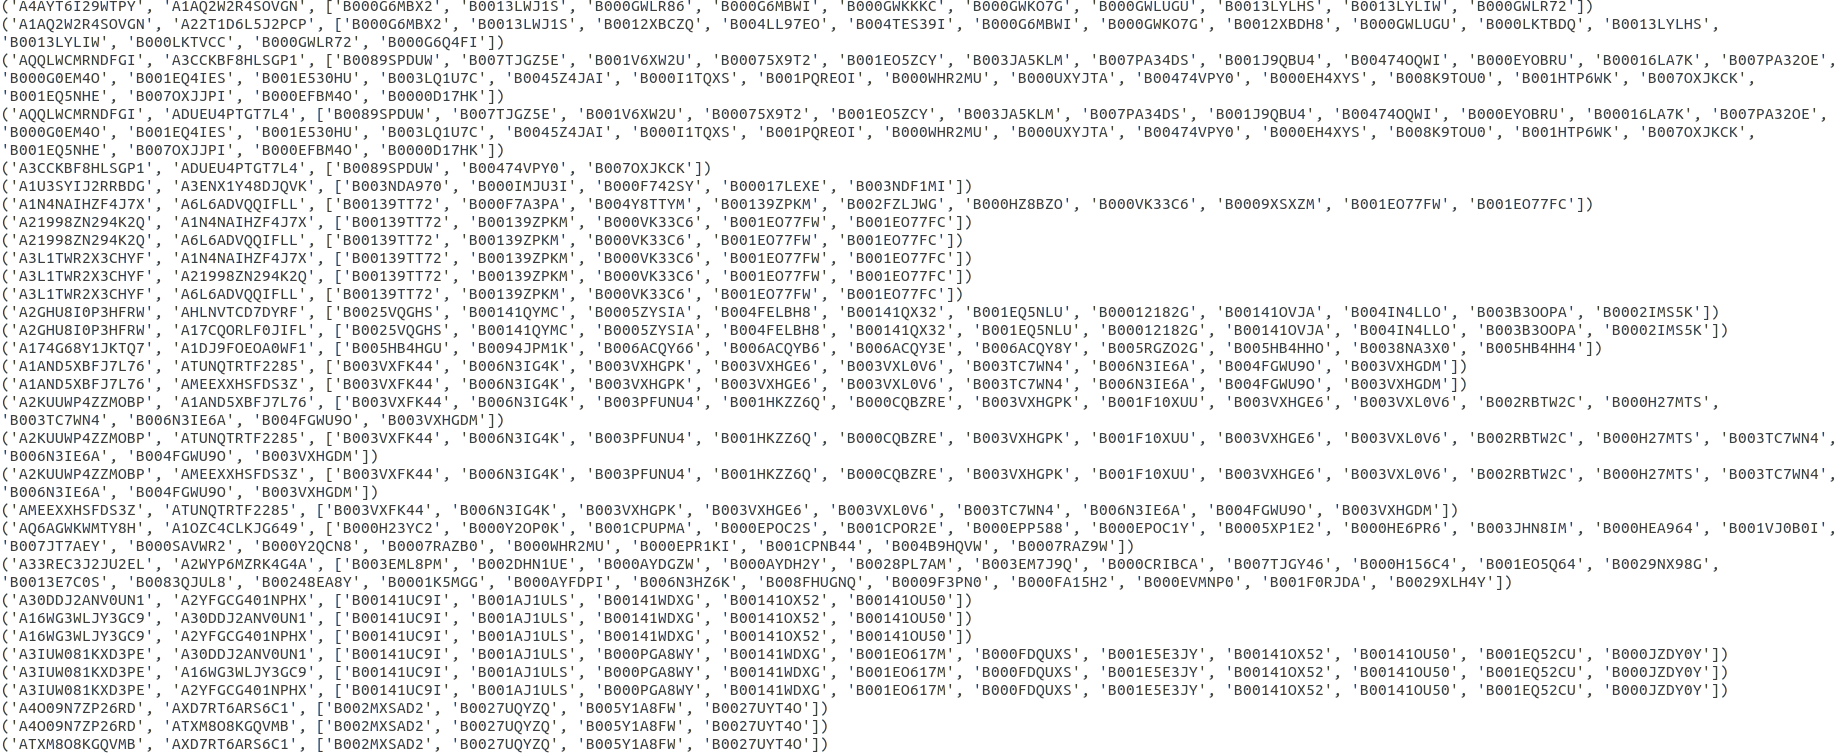 ('A4AYT6I29WTPY', 'A1AQ2W2R4SOVGN', ['B000G6MBX2', 'B0013LWJ1S', 'B000GWLR86', 'B000G6MBWI', 'B000GWKKKC', 'B000GWKO7G', 'B000GWLUGU', 'B0013LYLHS', 'B0013LYLIW', 'B000GWLR72'])
('A1AQ2W2R4SOVGN', 'A22T1D6L5J2PCP', ['B000G6MBX2', 'B0013LWJ1S', 'B0012XBCZQ', 'B004LL97EO', 'B004TES39I', 'B000G6MBWI', 'B000GWKO7G', 'B0012XBDH8', 'B000GWLUGU', 'B000LKTBDQ', 'B0013LYLHS',
'B0013LYLIW', 'B000LKTVCC', 'B000GWLR72', 'B000G6Q4FI'])
('AQQLWCMRNDFGI', 'A3CCKBF8HLSGP1', ['B0089SPDUW', 'B007TJGZ5E', 'B001V6XW2U', 'B00075X9T2', 'B001EO5ZCY', 'B003JA5KLM', 'B007PA34DS', 'B001J9QBU4', 'B00474OQWI', 'B000EYOBRU', 'B00016LA7K', 'B007PA32OE',
'B000G0EM4O', 'B001EQ4IES', 'B001E530HU', 'B003LQ1U7C', 'B0045Z4JAI', 'B000I1TQXS', 'B001PQREOI', 'B000WHR2MU', 'B000UXYJTA', 'B00474VPY0', 'B000EH4XYS', 'B008K9TOU0', 'B001HTP6WK', 'B007OXJKCK',
'B001EQ5NHE', 'B007OXJJPI', 'B000EFBM4O', 'B0000D17HK'])
('AQQLWCMRNDFGI', 'ADUEU4PTGT7L4', ['B0089SPDUW', 'B007TJGZ5E', 'B001V6XW2U', 'B00075X9T2', 'B001EO5ZCY', 'B003JA5KLM', 'B007PA34DS', 'B001J9QBU4', 'B00474OQWI', 'B000EYOBRU', 'B00016LA7K', 'B007PA32OE',
'B000G0EM4O', 'B001EQ4IES', 'B001E530HU', 'B003LQ1U7C', 'B0045Z4JAI', 'B000I1TQXS', 'B001PQREOI', 'B000WHR2MU', 'B000UXYJTA', 'B00474VPY0', 'B000EH4XYS', 'B008K9TOU0', 'B001HTP6WK', 'B007OXJKCK',
'B001EQ5NHE', 'B007OXJJPI', 'B000EFBM4O', 'B0000D17HK'])
('A3CCKBF8HLSGP1', 'ADUEU4PTGT7L4', ['B0089SPDUW', 'B00474VPY0', 'B007OXJKCK'])
('A1U3SYIJ2RRBDG', 'A3ENX1Y48DJQVK', ['B003NDA970', 'B000IMJU3I', 'B000F742SY', 'B00017LEXE', 'B003NDF1MI'])
('A1N4NAIHZF4J7X', 'A6L6ADVQQIFLL', ['B00139TT72', 'B000F7A3PA', 'B004Y8TTYM', 'B00139ZPKM', 'B002FZLJWG', 'B000HZ8BZO', 'B000VK33C6', 'B0009XSXZM', 'B001EO77FW', 'B001EO77FC'])
('A21998ZN294K2Q', 'A1N4NAIHZF4J7X', ['B00139TT72', 'B00139ZPKM', 'B000VK33C6', 'B001EO77FW', 'B001EO77FC'])
('A21998ZN294K2Q', 'A6L6ADVQQIFLL', ['B00139TT72', 'B00139ZPKM', 'B000VK33C6', 'B001EO77FW', 'B001EO77FC'])
('A3L1TWR2X3CHYF', 'A1N4NAIHZF4J7X', ['B00139TT72', 'B00139ZPKM', 'B000VK33C6', 'B001EO77FW', 'B001EO77FC'])
('A3L1TWR2X3CHYF', 'A21998ZN294K2Q', ['B00139TT72', 'B00139ZPKM', 'B000VK33C6', 'B001EO77FW', 'B001EO77FC'])
('A3L1TWR2X3CHYF', 'A6L6ADVQQIFLL', ['B00139TT72', 'B00139ZPKM', 'B000VK33C6', 'B001EO77FW', 'B001EO77FC'])
('A2GHU8I0P3HFRW', 'AHLNVTCD7DYRF', ['B0025VQGHS', 'B00141QYMC', 'B0005ZYSIA', 'B004FELBH8', 'B00141QX32', 'B001EQ5NLU', 'B00012182G', 'B00141OVJA', 'B004IN4LLO', 'B003B3OOPA', 'B0002IMS5K'])
('A2GHU8I0P3HFRW', 'A17CQORLF0JIFL', ['B0025VQGHS', 'B00141QYMC', 'B0005ZYSIA', 'B004FELBH8', 'B00141QX32', 'B001EQ5NLU', 'B00012182G', 'B00141OVJA', 'B004IN4LLO', 'B003B3OOPA', 'B0002IMS5K'])
('A174G68Y1JKTQ7', 'A1DJ9FOEOA0WF1', ['B005HB4HGU', 'B0094JPM1K', 'B006ACQY66', 'B006ACQYB6', 'B006ACQY3E', 'B006ACQY8Y', 'B005RGZO2G', 'B005HB4HHO', 'B0038NA3X0', 'B005HB4HH4'])
('A1AND5XBFJ7L76', 'ATUNQTRTF2285', ['B003VXFK44', 'B006N3IG4K', 'B003VXHGPK', 'B003VXHGE6', 'B003VXL0V6', 'B003TC7WN4', 'B006N3IE6A', 'B004FGWU9O', 'B003VXHGDM'])
('A1AND5XBFJ7L76', 'AMEEXXHSFDS3Z', ['B003VXFK44', 'B006N3IG4K', 'B003VXHGPK', 'B003VXHGE6', 'B003VXL0V6', 'B003TC7WN4', 'B006N3IE6A', 'B004FGWU9O', 'B003VXHGDM'])
('A2KUUWP4ZZMOBP', 'A1AND5XBFJ7L76', ['B003VXFK44', 'B006N3IG4K', 'B003PFUNU4', 'B001HKZZ6Q', 'B000CQBZRE', 'B003VXHGPK', 'B001F10XUU', 'B003VXHGE6', 'B003VXL0V6', 'B002RBTW2C', 'B000H27MTS',
'B003TC7WN4', 'B006N3IE6A', 'B004FGWU9O', 'B003VXHGDM'])
('A2KUUWP4ZZMOBP', 'ATUNQTRTF2285', ['B003VXFK44', 'B006N3IG4K', 'B003PFUNU4', 'B001HKZZ6Q', 'B000CQBZRE', 'B003VXHGPK', 'B001F10XUU', 'B003VXHGE6', 'B003VXL0V6', 'B002RBTW2C', 'B000H27MTS', 'B003TC7WN4',
'B006N3IE6A', 'B004FGWU9O', 'B003VXHGDM'])
('A2KUUWP4ZZMOBP', 'AMEEXXHSFDS3Z', ['B003VXFK44', 'B006N3IG4K', 'B003PFUNU4', 'B001HKZZ6Q', 'B000CQBZRE', 'B003VXHGPK', 'B001F10XUU', 'B003VXHGE6', 'B003VXL0V6', 'B002RBTW2C', 'B000H27MTS', 'B003TC7WN4',
'B006N3IE6A', 'B004FGWU9O', 'B003VXHGDM'])
('AMEEXXHSFDS3Z', 'ATUNQTRTF2285', ['B003VXFK44', 'B006N3IG4K', 'B003VXHGPK', 'B003VXHGE6', 'B003VXL0V6', 'B003TC7WN4', 'B006N3IE6A', 'B004FGWU9O', 'B003VXHGDM'])
('AQ6AGWKWMTY8H', 'A1OZC4CLKJG649', ['B000H23YC2', 'B000Y2OP0K', 'B001CPUPMA', 'B000EPOC2S', 'B001CPOR2E', 'B000EPP588', 'B000EPOC1Y', 'B0005XP1E2', 'B000HE6PR6', 'B003JHN8IM', 'B000HEA964', 'B001VJ0B0I',
'B007JT7AEY', 'B000SAVWR2', 'B000Y2QCN8', 'B0007RAZB0', 'B000WHR2MU', 'B000EPR1KI', 'B001CPNB44', 'B004B9HQVW', 'B0007RAZ9W'])
('A33REC3J2JU2EL', 'A2WYP6MZRK4G4A', ['B003EML8PM', 'B002DHN1UE', 'B000AYDGZW', 'B000AYDH2Y', 'B0028PL7AM', 'B003EM7J9Q', 'B000CRIBCA', 'B007TJGY46', 'B000H156C4', 'B001EO5Q64', 'B0029NX98G',
'B0013E7C0S', 'B0083QJUL8', 'B00248EA8Y', 'B0001K5MGG', 'B000AYFDPI', 'B006N3HZ6K', 'B008FHUGNQ', 'B0009F3PN0', 'B000FA15H2', 'B000EVMNP0', 'B001F0RJDA', 'B0029XLH4Y'])
('A30DDJ2ANV0UN1', 'A2YFGCG401NPHX', ['B00141UC9I', 'B001AJ1ULS', 'B00141WDXG', 'B00141OX52', 'B00141OU50'])
('A16WG3WLJY3GC9', 'A30DDJ2ANV0UN1', ['B00141UC9I', 'B001AJ1ULS', 'B00141WDXG', 'B00141OX52', 'B00141OU50'])
('A16WG3WLJY3GC9', 'A2YFGCG401NPHX', ['B00141UC9I', 'B001AJ1ULS', 'B00141WDXG', 'B00141OX52', 'B00141OU50'])
('A3IUW081KXD3PE', 'A30DDJ2ANV0UN1', ['B00141UC9I', 'B001AJ1ULS', 'B000PGA8WY', 'B00141WDXG', 'B001EO617M', 'B000FDQUXS', 'B001E5E3JY', 'B00141OX52', 'B00141OU50', 'B001EQ52CU', 'B000JZDY0Y'])
('A3IUW081KXD3PE', 'A16WG3WLJY3GC9', ['B00141UC9I', 'B001AJ1ULS', 'B000PGA8WY', 'B00141WDXG', 'B001EO617M', 'B000FDQUXS', 'B001E5E3JY', 'B00141OX52', 'B00141OU50', 'B001EQ52CU', 'B000JZDY0Y'])
('A3IUW081KXD3PE', 'A2YFGCG401NPHX', ['B00141UC9I', 'B001AJ1ULS', 'B000PGA8WY', 'B00141WDXG', 'B001EO617M', 'B000FDQUXS', 'B001E5E3JY', 'B00141OX52', 'B00141OU50', 'B001EQ52CU', 'B000JZDY0Y'])
('A4O09N7ZP26RD', 'AXD7RT6ARS6C1', ['B002MXSAD2', 'B0027UQYZQ', 'B005Y1A8FW', 'B0027UYT4O'])
('A4O09N7ZP26RD', 'ATXM8O8KGQVMB', ['B002MXSAD2', 'B0027UQYZQ', 'B005Y1A8FW', 'B0027UYT4O'])
('ATXM8O8KGQVMB', 'AXD7RT6ARS6C1', ['B002MXSAD2', 'B0027UQYZQ', 'B005Y1A8FW', 'B0027UYT4O'])